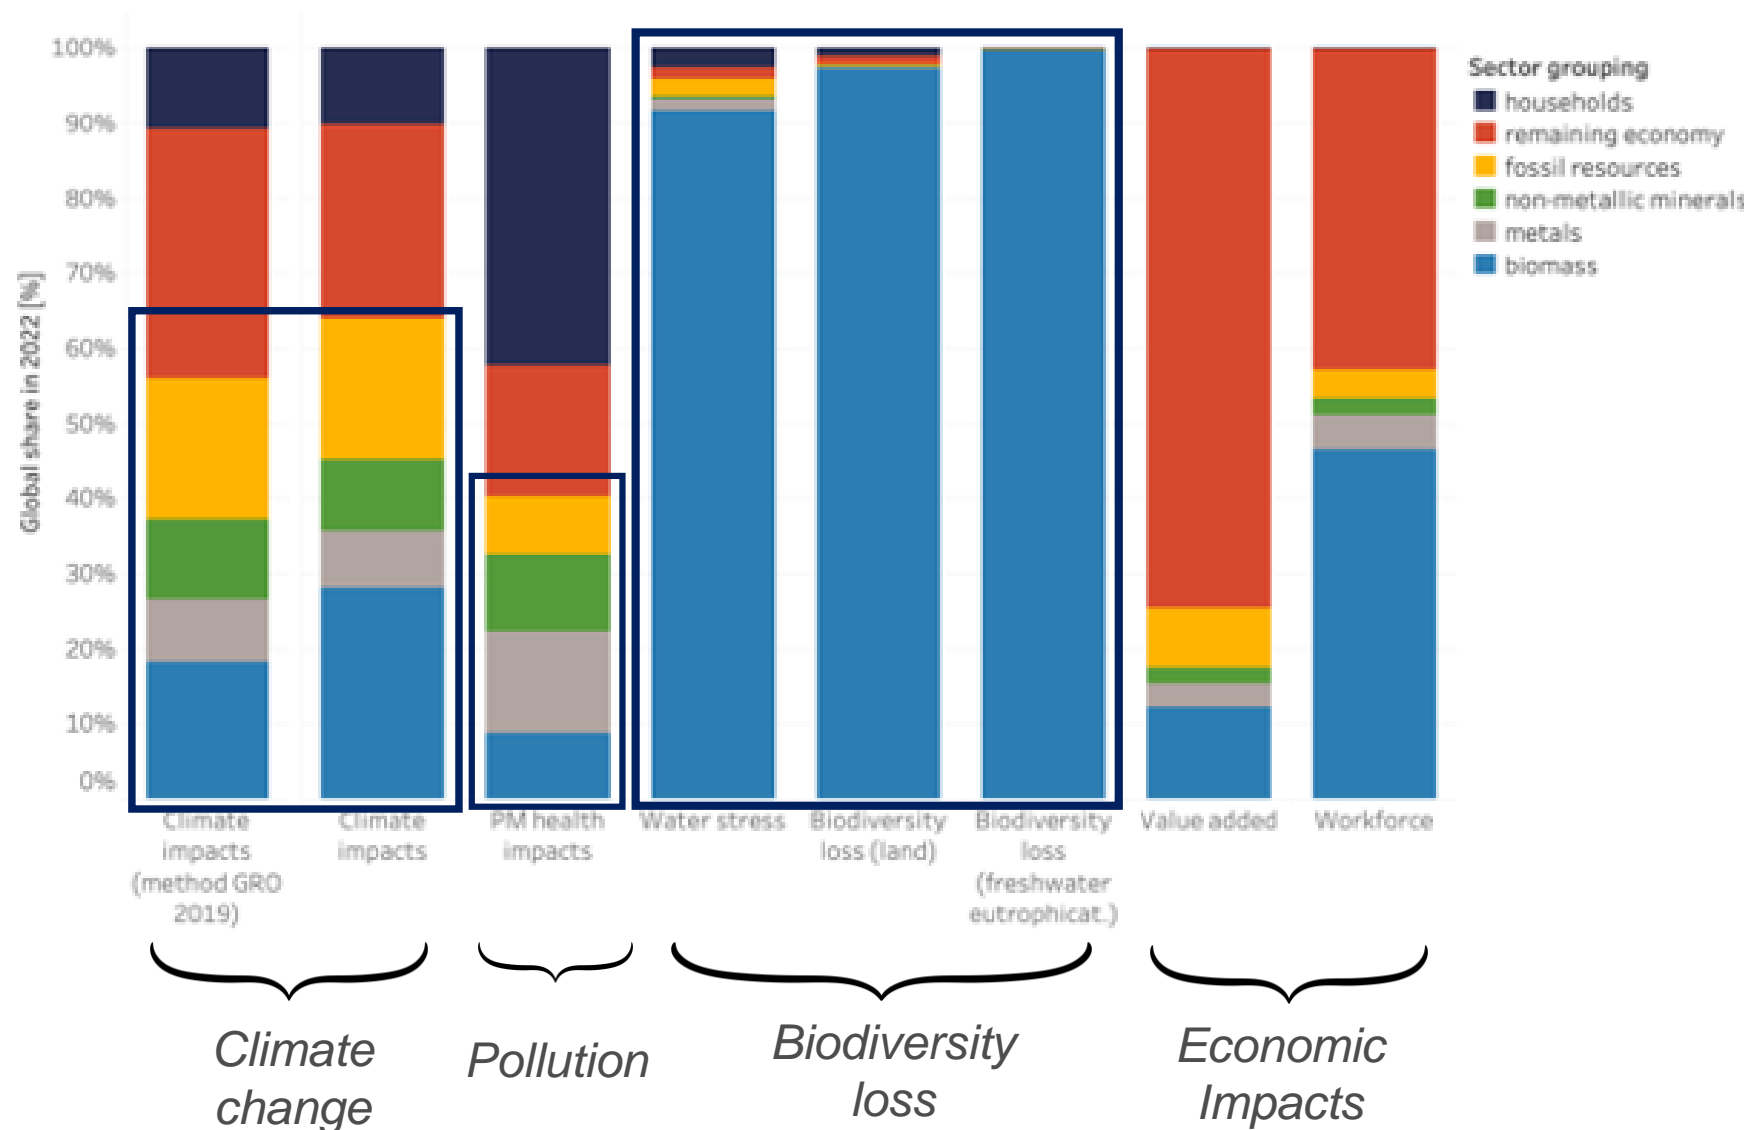 Global share in 2022 [%]
100%
90%
80%
70%
60%
50%
40%
30%
20%
10%
0%
Sector grouping
households
remaining economy
fossil resources
non-metallic minerals
metals
biomass
Climate
impacts
(method GRO
2019)
Climate
impacts
PM health
impacts
Water stress
Biodiversity
loss (land)
Biodiversity
loss
(freshwater
eutrophicat.)
Value added
Workforce
Climate
change
Pollution
Biodiversity
loss
Economic
Impacts